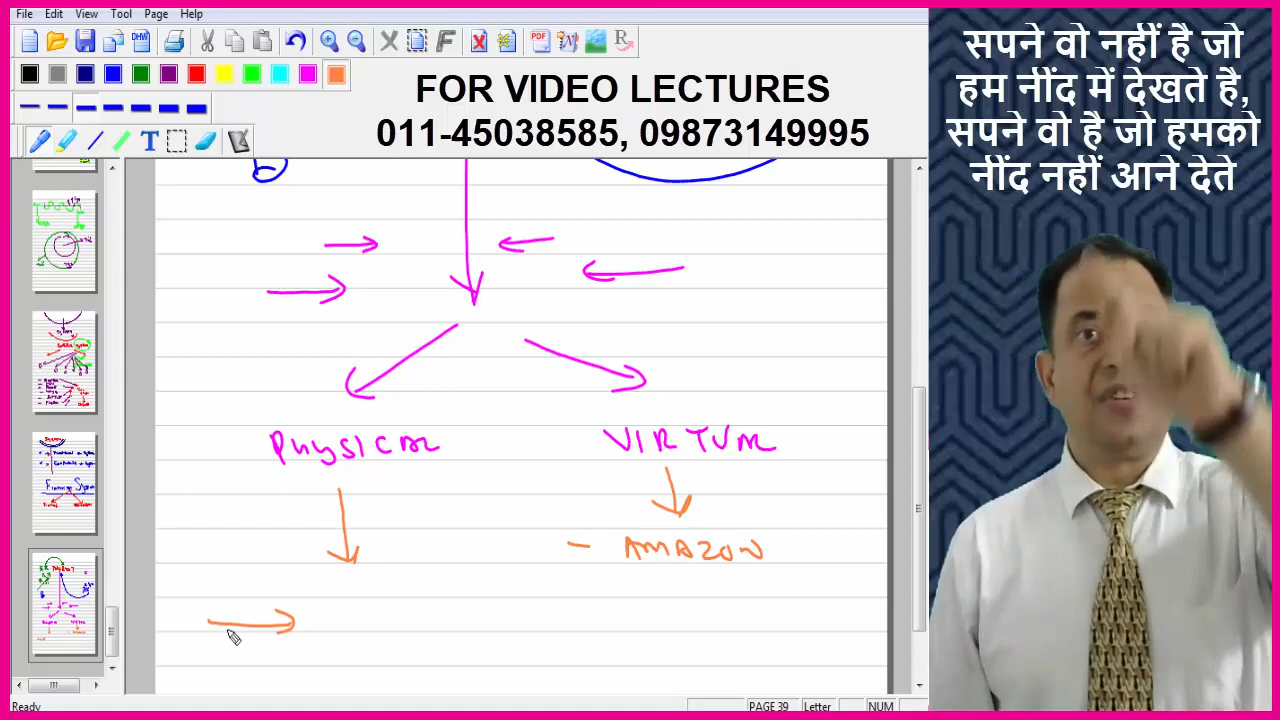 File Edit View Tool Page Help
FOR VIDEO LECTURES
011-45038585, 09873149995
सपने वो नहीं है जो
हम नींद में देखते है,
सपने वो है जो हमको
नींद नहीं आने देते
PHYSICAL VIRTUAL
- AMAZON
Ready PAGE 39 Letter NUM